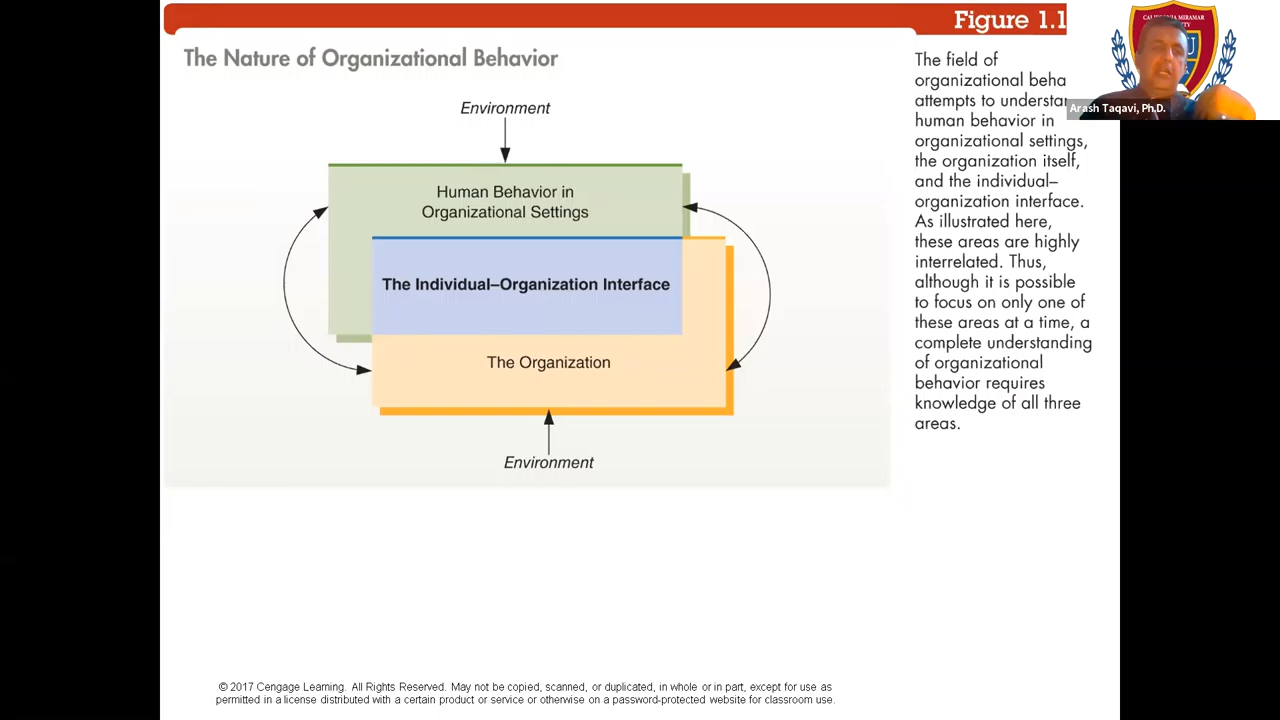 Figure 1.1
The Nature of Organizational Behavior
Environment
Human Behavior in
Organizational Settings
The Individual–Organization Interface
The Organization
Environment
The field of
organizational beha
attempts to understa
human behavior in
organizational settings,
the organization itself,
and the individual–
organization interface.
As illustrated here,
these areas are highly
interrelated. Thus,
although it is possible
to focus on only one of
these areas at a time, a
complete understanding
of organizational
behavior requires
knowledge of all three
areas.
CALIFORNIA MIRAMAR
Arash Taqavi, Ph.D.
© 2017 Cengage Learning. All Rights Reserved. May not be copied, scanned, or duplicated, in whole or in part, except for use as
permitted in a license distributed with a certain product or service or otherwise on a password-protected website for classroom use.